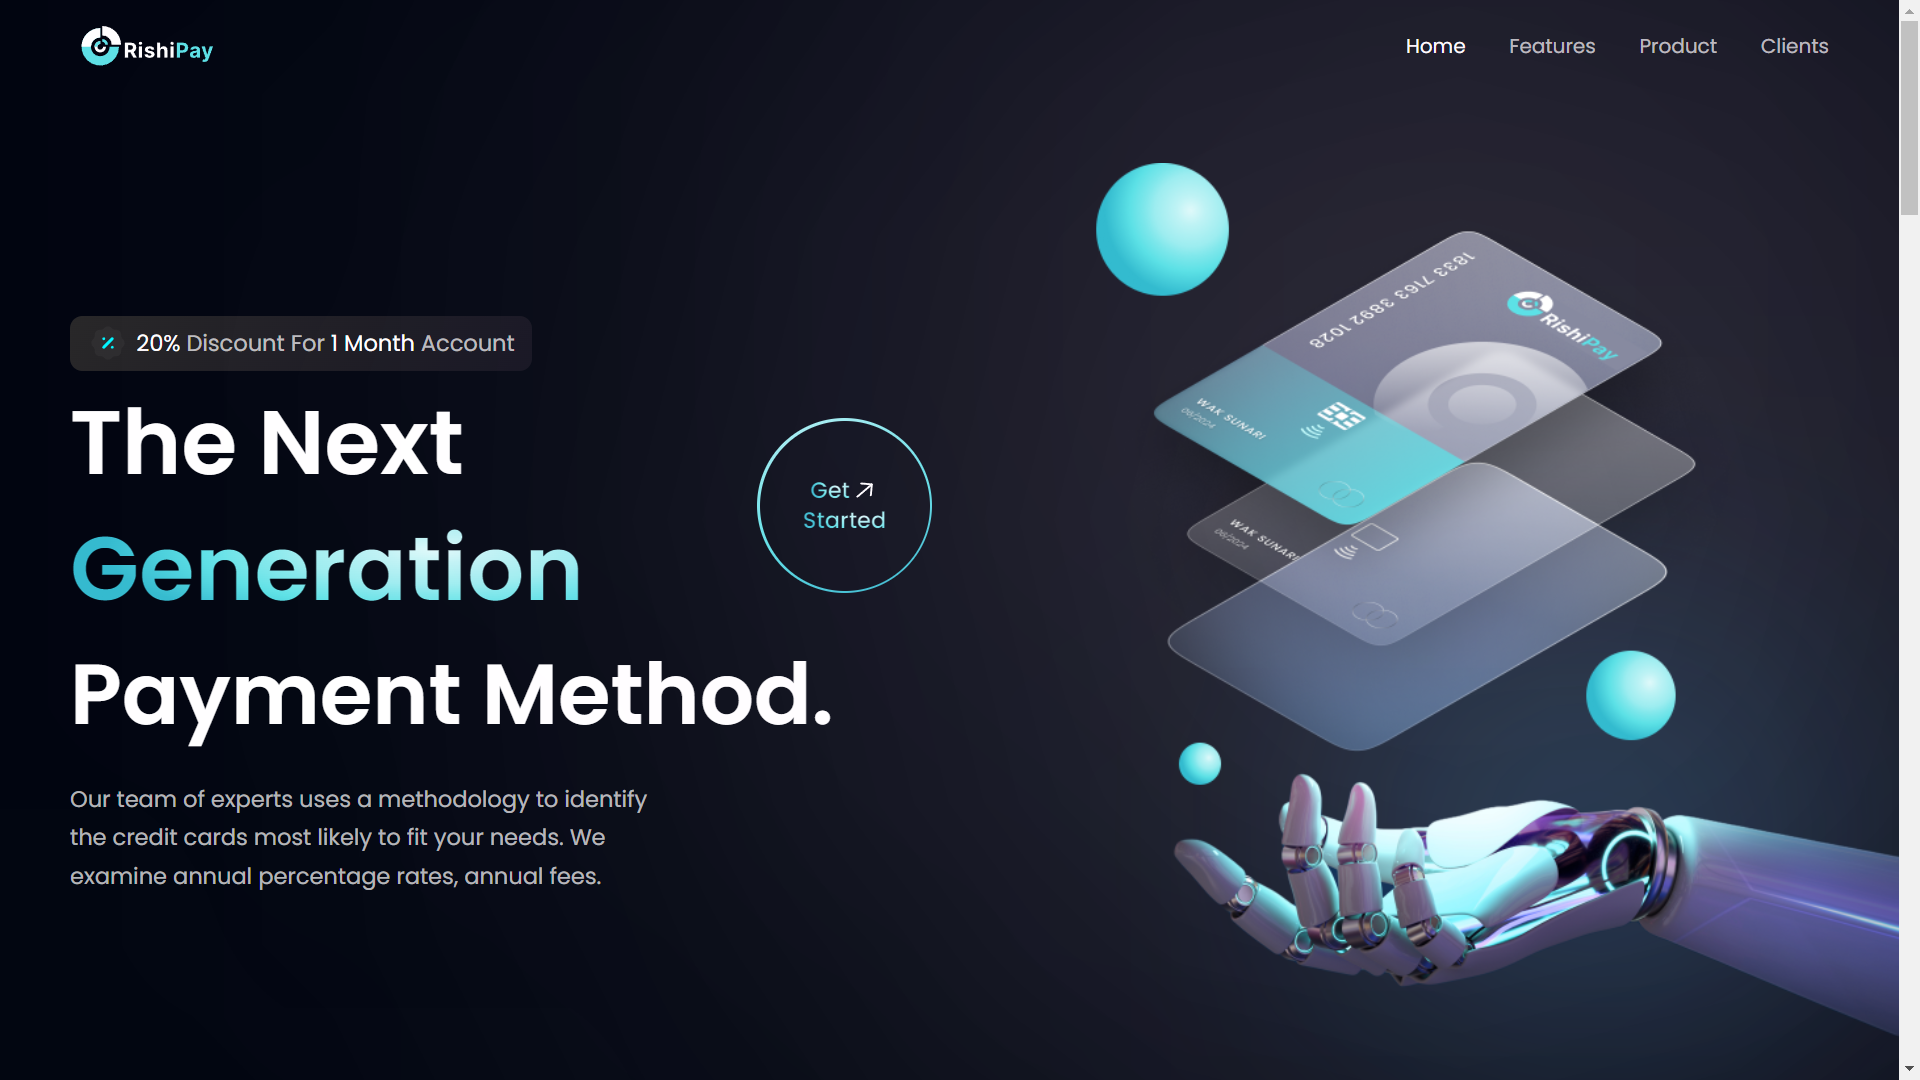 RishiPay
Home Features Product Clients
20% Discount For 1 Month Account
The Next
Generation
Payment Method.
Get
Started
Our team of experts uses a methodology to identify
the credit cards most likely to fit your needs. We
examine annual percentage rates, annual fees.
1833 7163 3892 1028
RishiPay
WAK SUNARI
06/2024
WAK SUNARI
06/2024